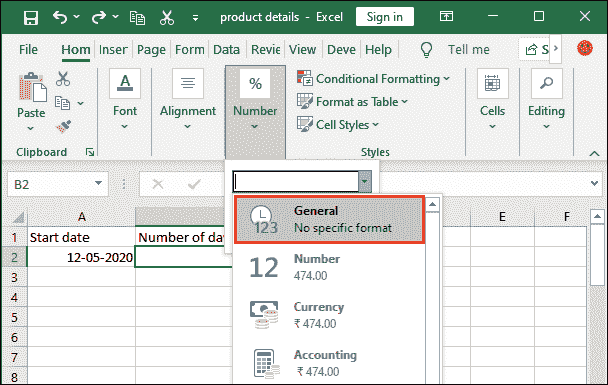 product details - Excel
Sign in
File Hom Inser Page Form Data Revie View Deve Help Tell me S
Paste
Clipboard
A
Font
Alignment
%
Number
Conditional Formatting
Format as Table
Cell Styles
Styles
Cells
Editing
B2
A E F
1 Start date Number of da
2 12-05-2020
3
4
5
6
7
8
123
General
No specific format
12
Number
474.00
Currency
₹ 474.00
Accounting
₹ 474.00